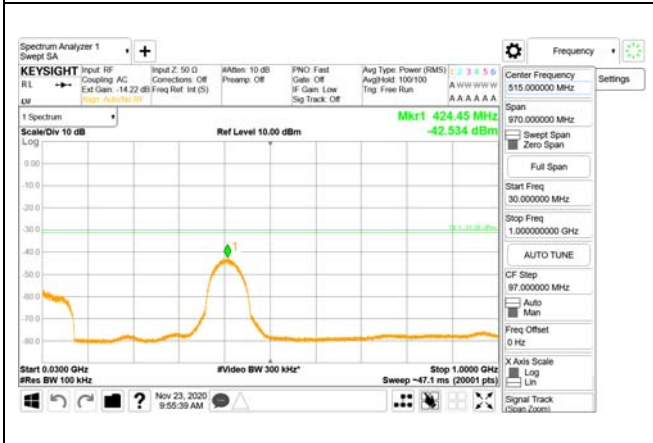 Spectrum Analyzer 1
Swept SA
+
Frequency
KEYSIGHT
Input: RF
Coupling: AC
Ext Gain: -14.22 dB
Align: Auto/No RF
Input Z: 50 Ω
Corrections: Off
Freq Ref: Int (S)
#Atten: 10 dB
Preamp: Off
PNO: Fast
Gate: Off
IF Gain: Low
Sig Track: Off
Avg Type: Power (RMS)
Avg|Hold: 100/100
Trig: Free Run
1 2 3 4 5 6
A W W W W W
A A A A A A
RL
1 Spectrum
Scale/Div 10 dB
Ref Level 10.00 dBm
Mkr1 424.45 MHz
-42.534 dBm
Log
0.00
-10.0
-20.0
-30.0
-40.0
-50.0
-60.0
-70.0
-80.0
1
Start 0.0300 GHz
#Res BW 100 kHz
#Video BW 300 kHz*
Stop 1.0000 GHz
Sweep ~47.1 ms (20001 pts)
?
Nov 23, 2020
9:55:39 AM
Center Frequency
515.000000 MHz
Settings
Span
970.000000 MHz
Swept Span
Zero Span
Full Span
Start Freq
30.000000 MHz
Stop Freq
1.000000000 GHz
AUTO TUNE
CF Step
97.000000 MHz
Auto
Man
Freq Offset
0 Hz
X Axis Scale
Log
Lin
Signal Track
(Span Zoom)